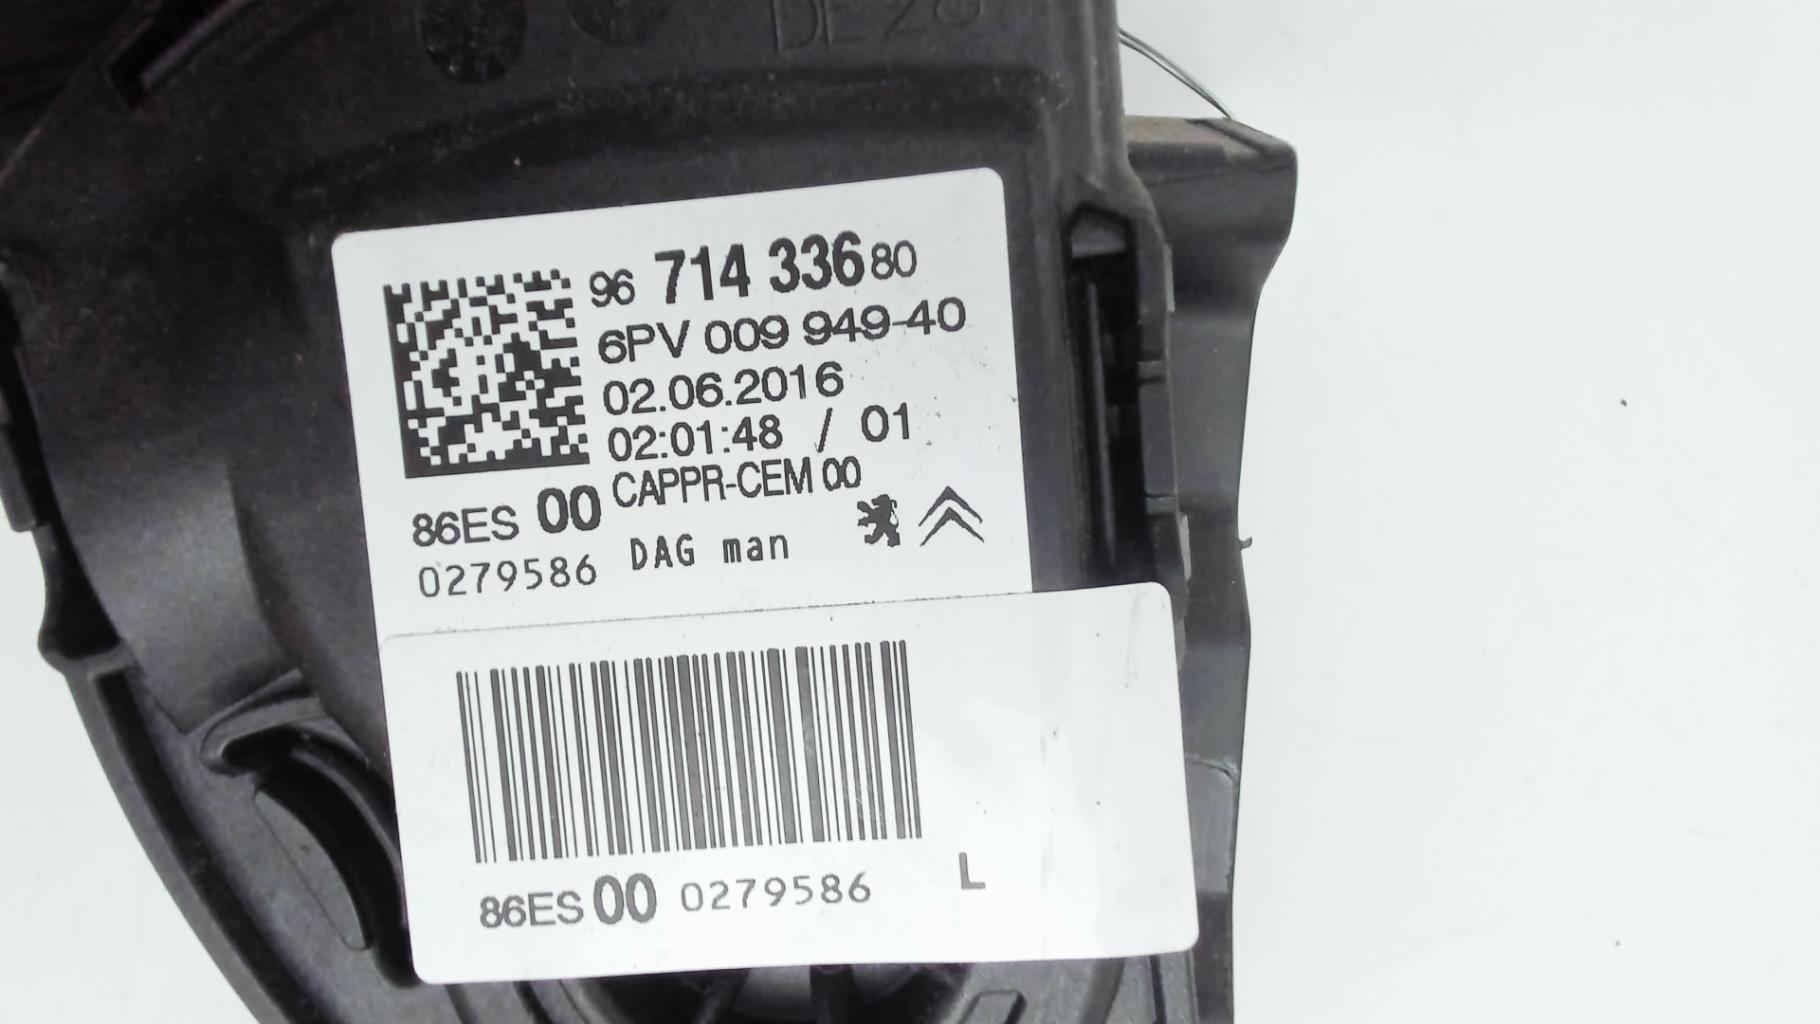 DE2G
96 714 336 80
6PV 009 949-40
02.06.2016
02:01:48 / 01
CAPPR-CEM 00
86ES 00
0279586 DAG man
86ES 00 0279586 L